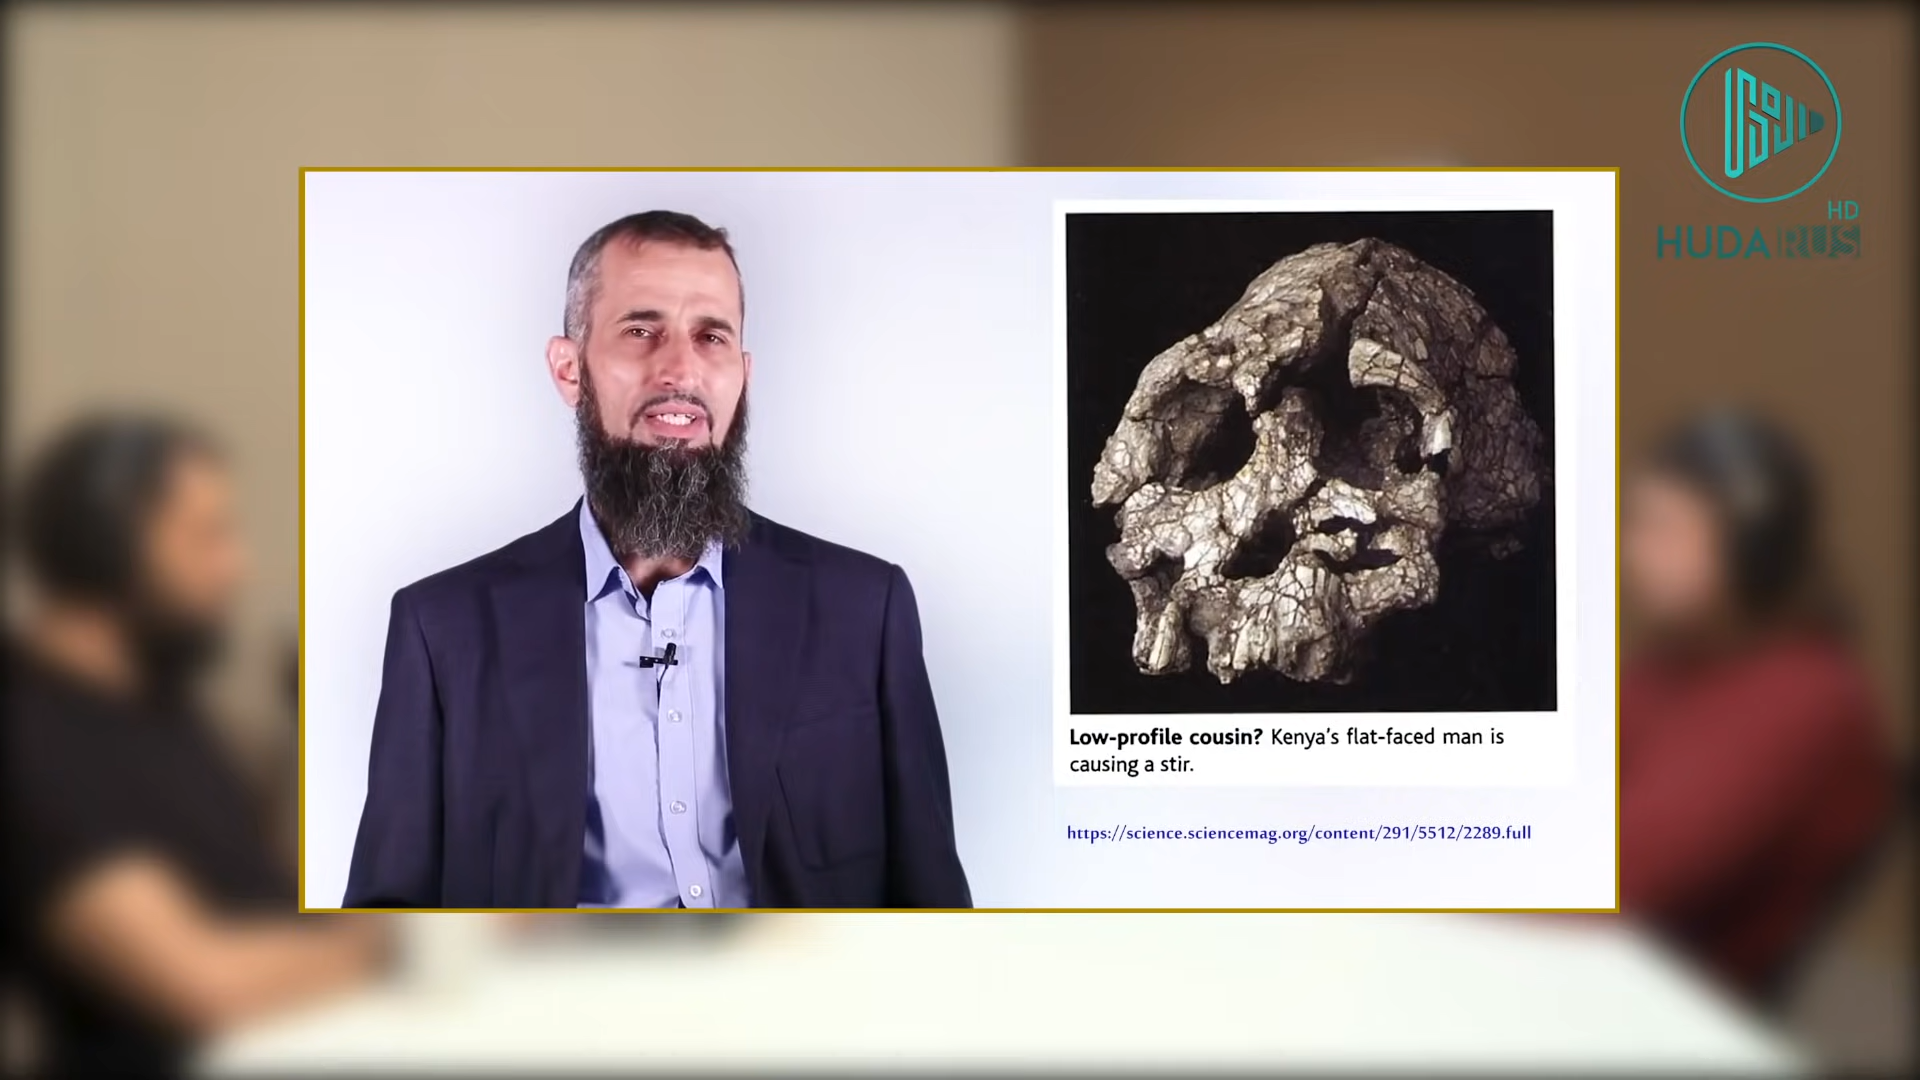 HD
HUDA RUS
Low-profile cousin? Kenya's flat-faced man is
causing a stir.
https://science.sciencemag.org/content/291/5512/2289.full